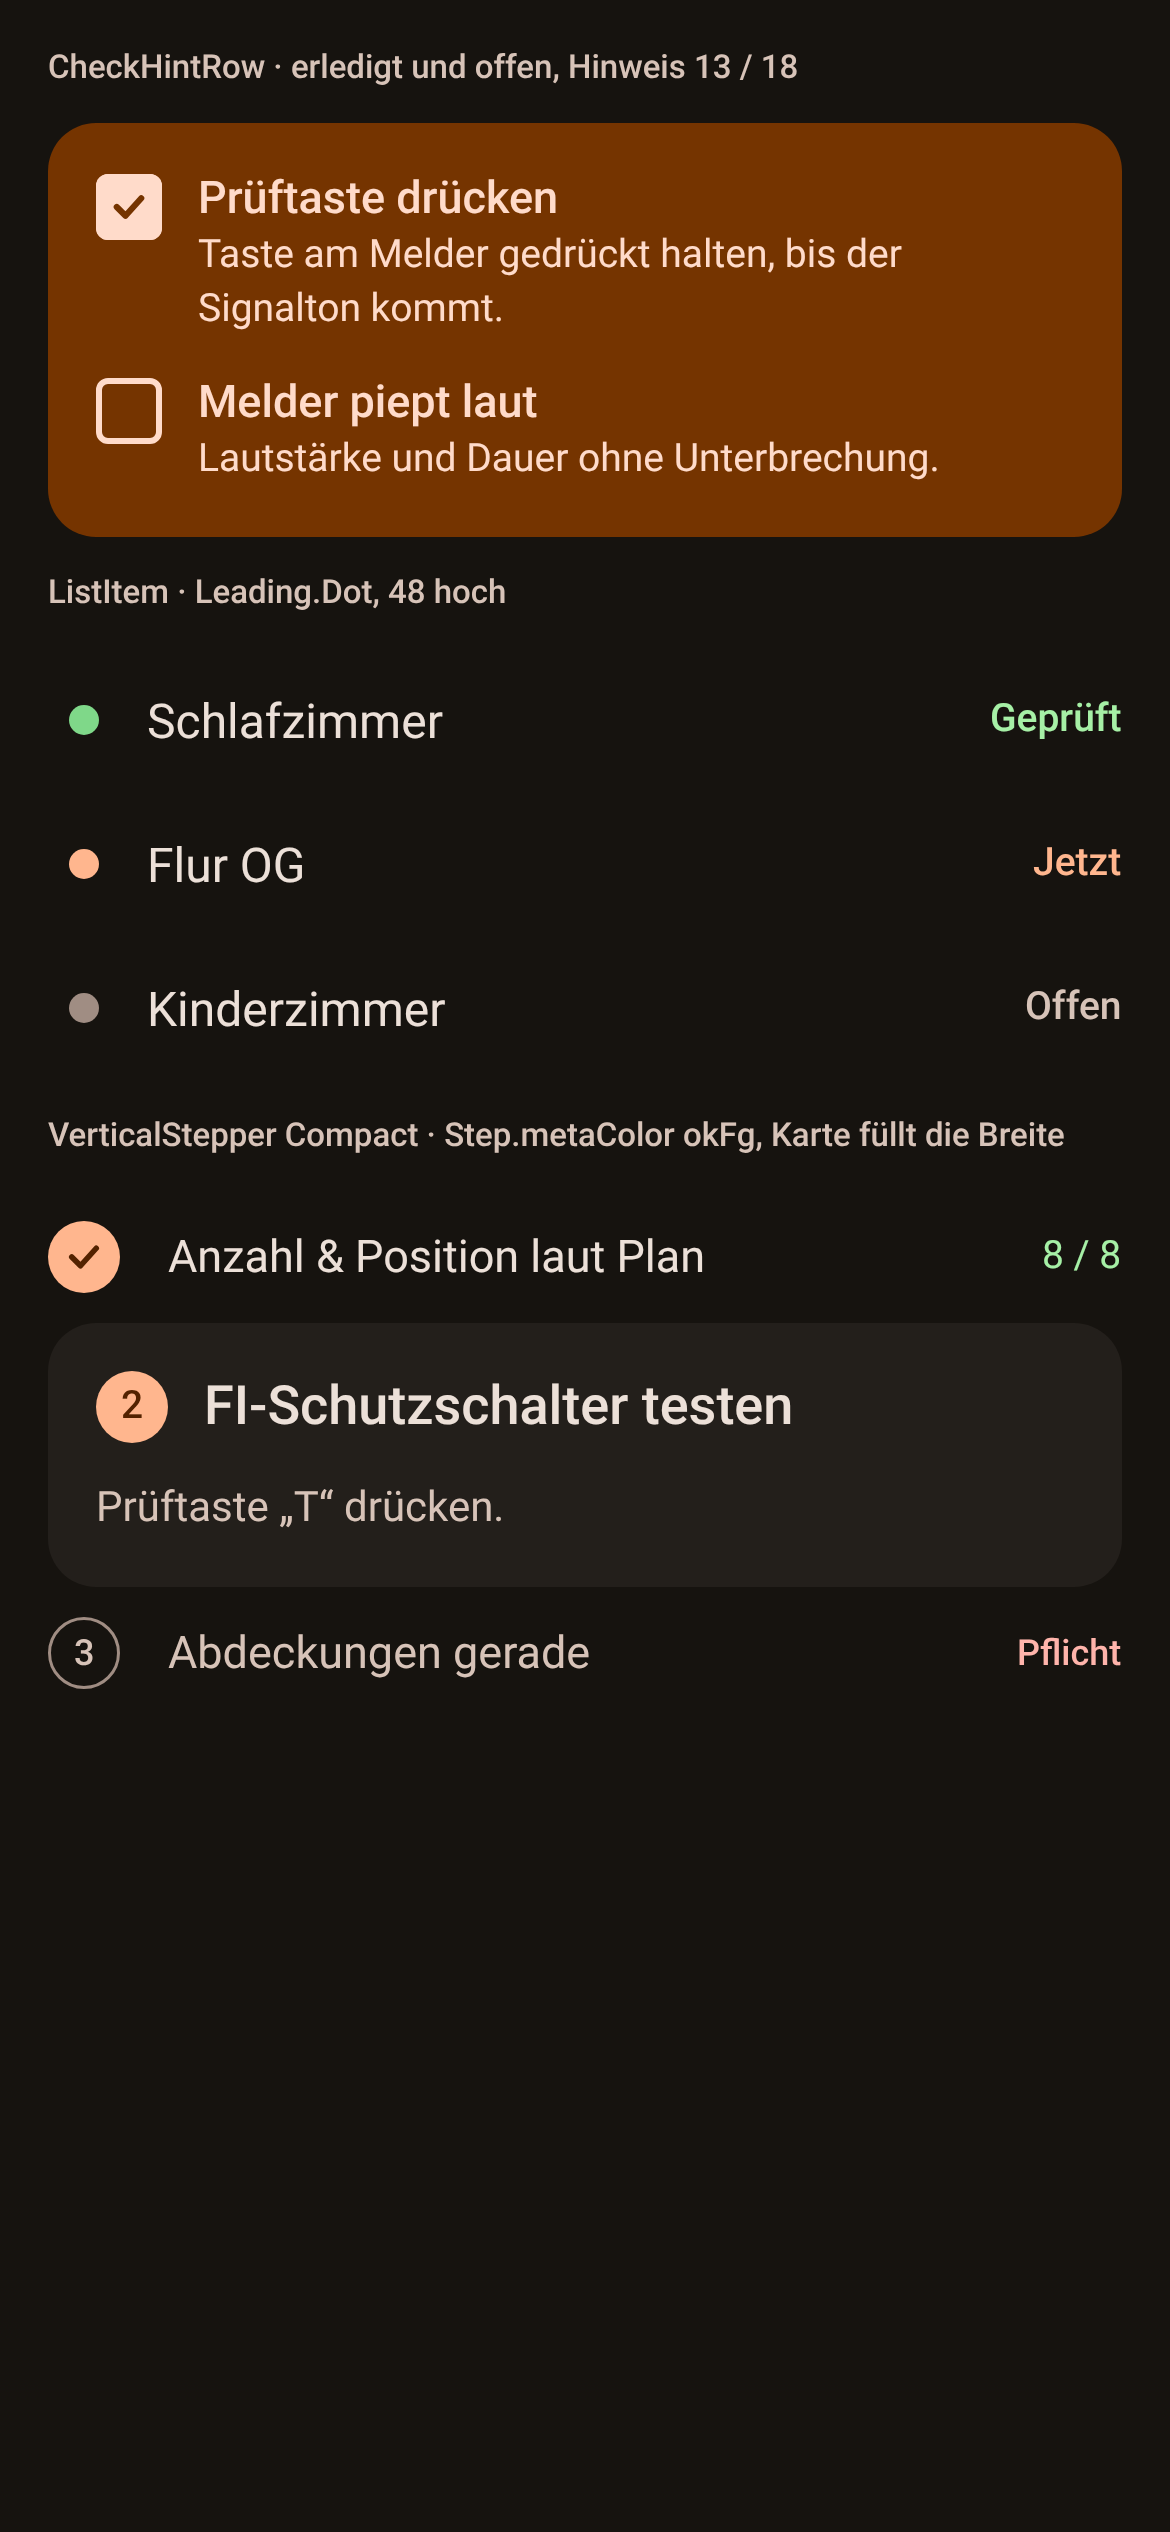 CheckHintRow · erledigt und offen, Hinweis 13 / 18
Prüftaste drücken
Taste am Melder gedrückt halten, bis der
Signalton kommt.
Melder piept laut
Lautstärke und Dauer ohne Unterbrechung.
ListItem · Leading.Dot, 48 hoch
Schlafzimmer Geprüft
Flur OG Jetzt
Kinderzimmer Offen
VerticalStepper Compact · Step.metaColor okFg, Karte füllt die Breite
Anzahl & Position laut Plan 8 / 8
2 FI-Schutzschalter testen
Prüftaste „T“ drücken.
3 Abdeckungen gerade Pflicht